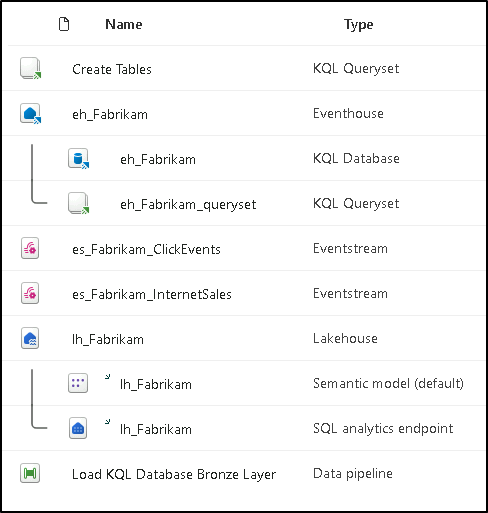 Name Type
Create Tables KQL Queryset
eh_Fabrikam Eventhouse
eh_Fabrikam KQL Database
eh_Fabrikam_queryset KQL Queryset
es_Fabrikam_ClickEvents Eventstream
es_Fabrikam_InternetSales Eventstream
lh_Fabrikam Lakehouse
lh_Fabrikam Semantic model (default)
lh_Fabrikam SQL analytics endpoint
Load KQL Database Bronze Layer Data pipeline